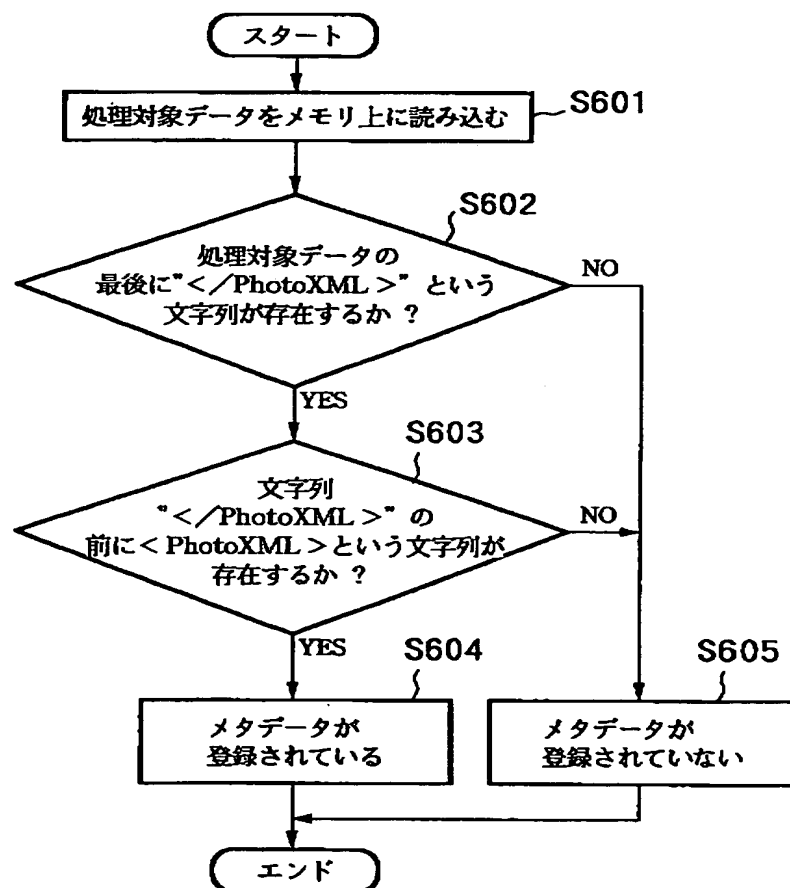 スタート
処理対象データをメモリ上に読み込む
S601
S602
処理対象データの
最後に"<／PhotoXML>" という
文字列が存在するか ?
NO
YES
S603
文字列
"<／PhotoXML>" の
前に< PhotoXML>という文字列が
存在するか ?
NO
YES
S604
メタデータが
登録されている
S605
メタデータが
登録されていない
エンド